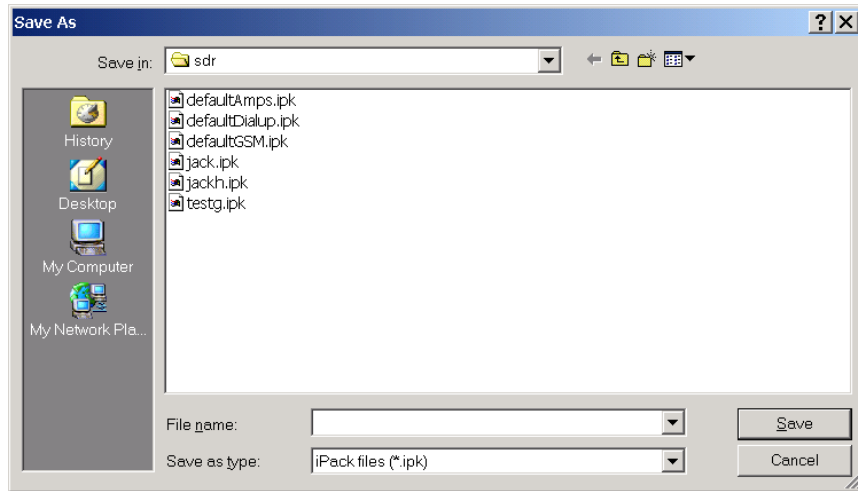 Save As
Save in: sdr
History
Desktop
My Computer
My Network Pla...
defaultAmps.ipk
defaultDialup.ipk
defaultGSM.ipk
jack.ipk
jackh.ipk
testg.ipk
File name:
Save
Save as type: iPack files (*.ipk)
Cancel